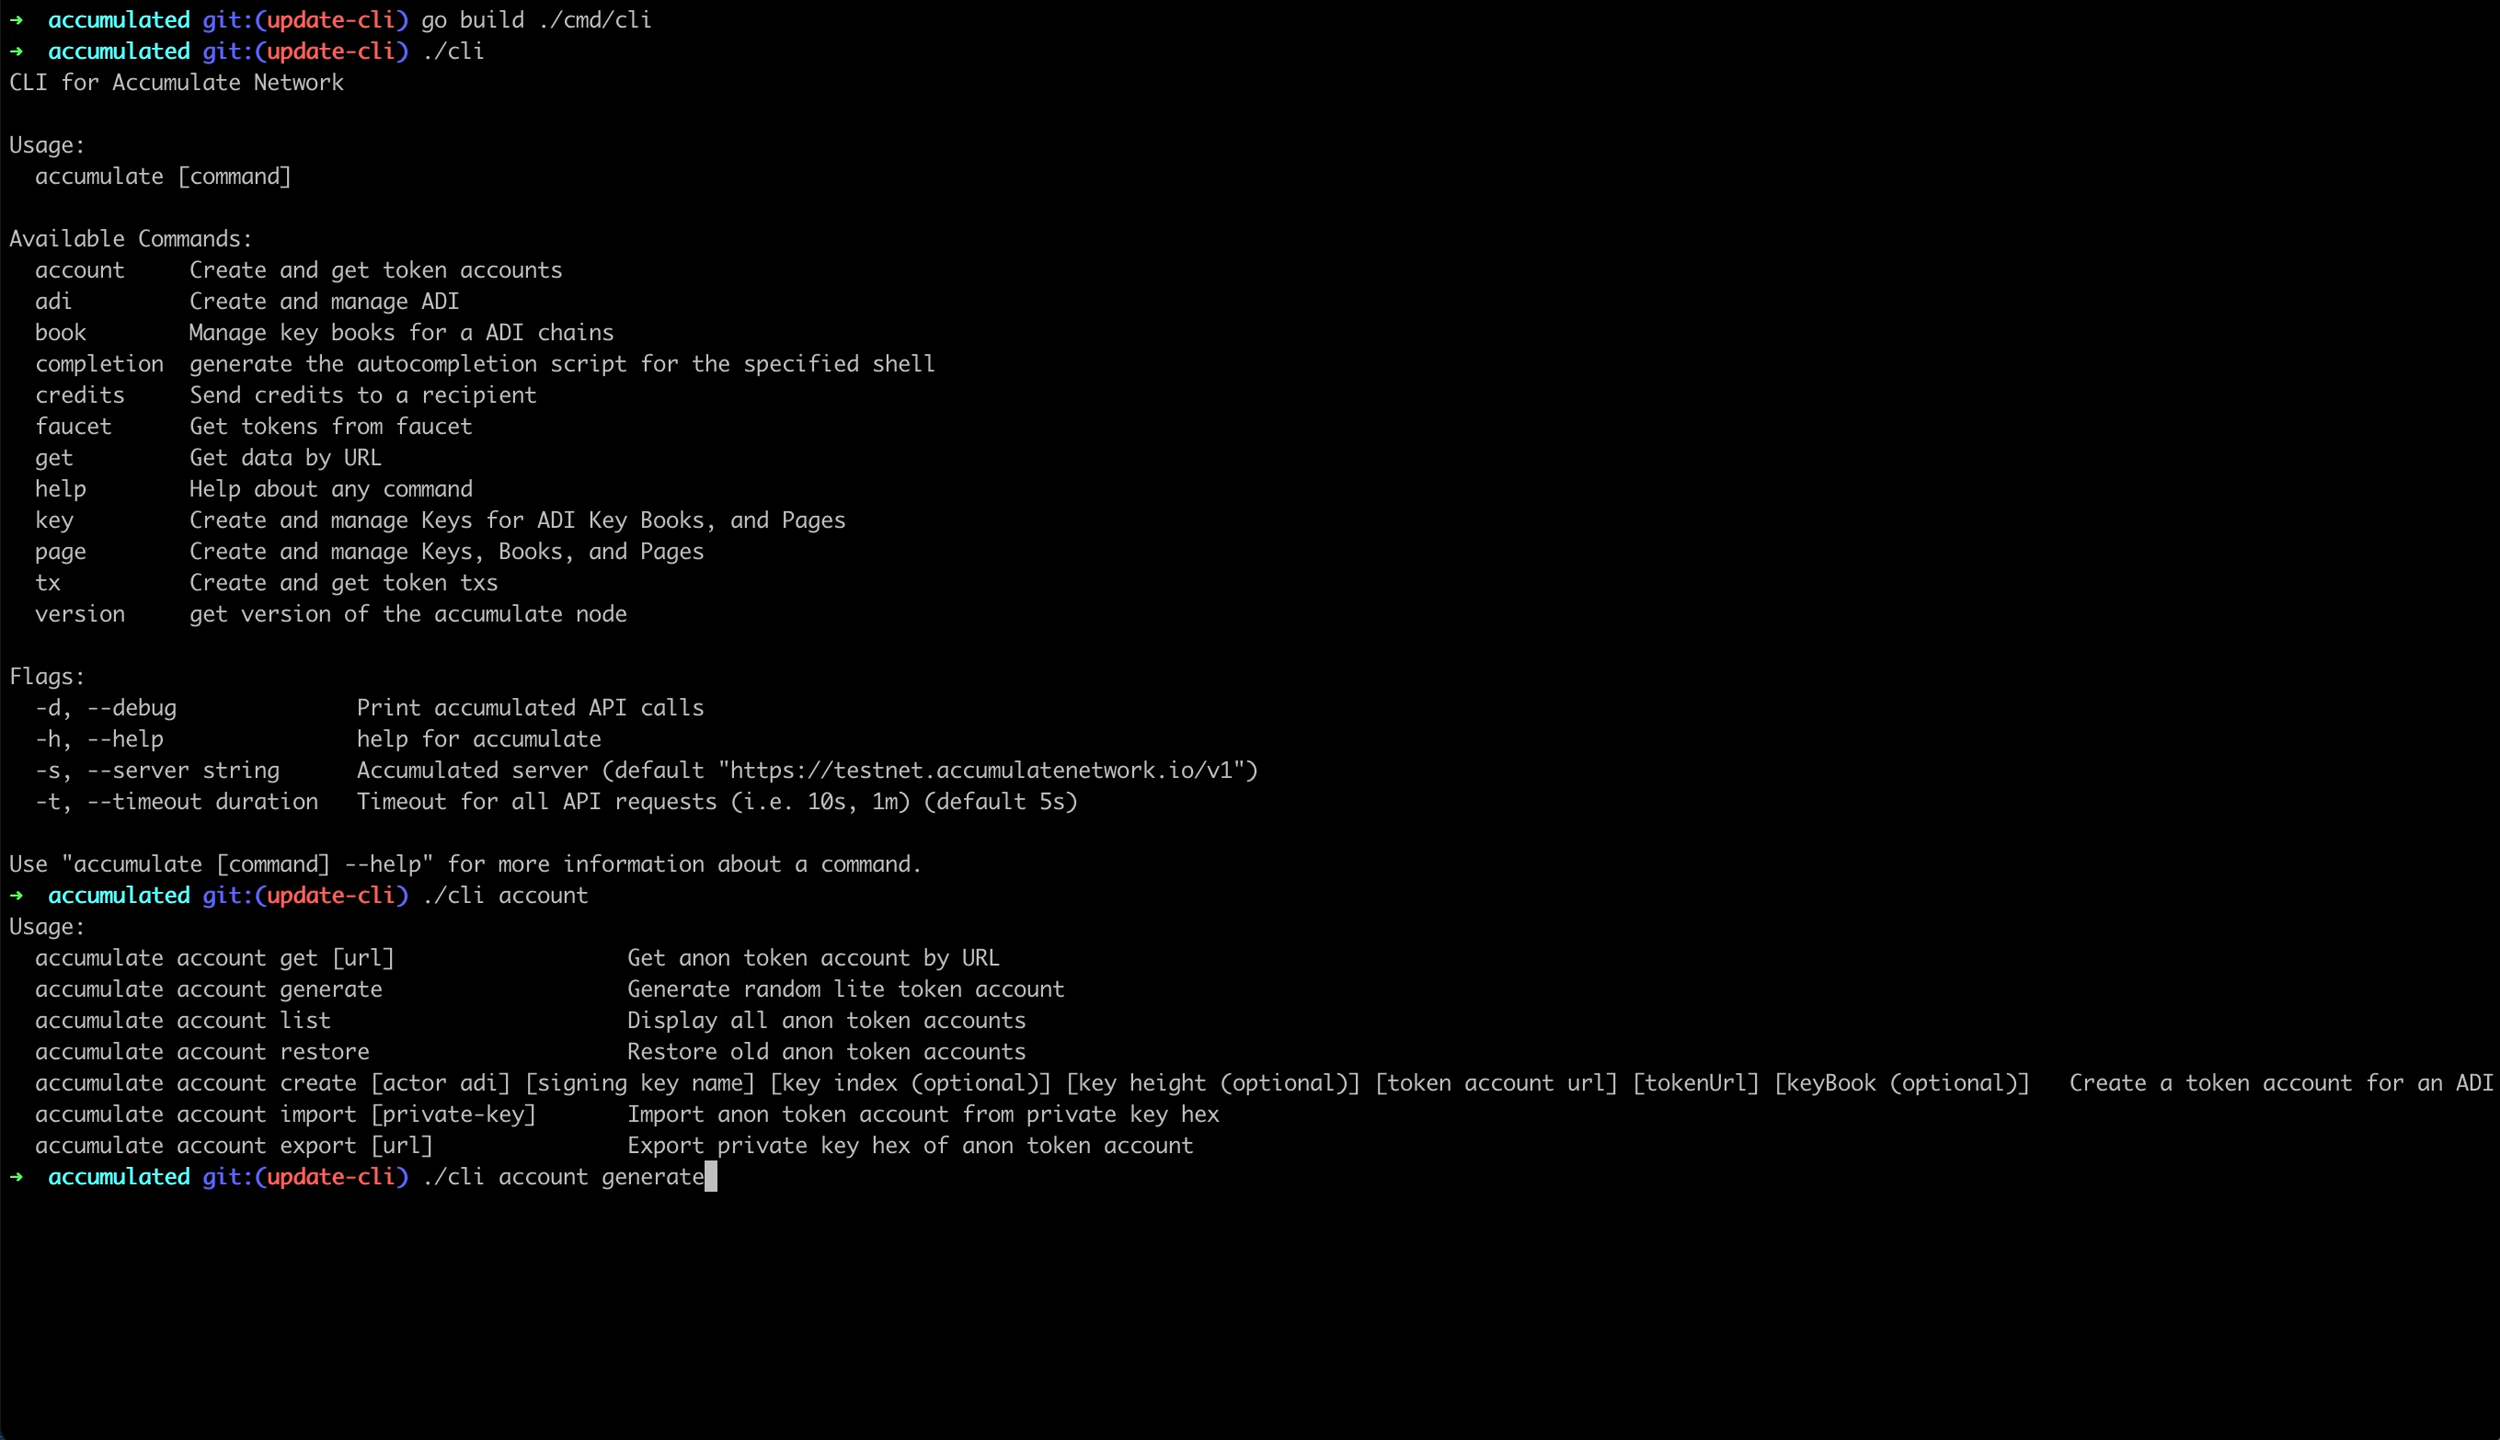 ➜  accumulated git:(update-cli) go build ./cmd/cli
➜  accumulated git:(update-cli) ./cli
CLI for Accumulate Network

Usage:
  accumulate [command]

Available Commands:
  account     Create and get token accounts
  adi         Create and manage ADI
  book        Manage key books for a ADI chains
  completion  generate the autocompletion script for the specified shell
  credits     Send credits to a recipient
  faucet      Get tokens from faucet
  get         Get data by URL
  help        Help about any command
  key         Create and manage Keys for ADI Key Books, and Pages
  page        Create and manage Keys, Books, and Pages
  tx          Create and get token txs
  version     get version of the accumulate node

Flags:
  -d, --debug              Print accumulated API calls
  -h, --help               help for accumulate
  -s, --server string      Accumulated server (default "https://testnet.accumulatenetwork.io/v1")
  -t, --timeout duration   Timeout for all API requests (i.e. 10s, 1m) (default 5s)

Use "accumulate [command] --help" for more information about a command.
➜  accumulated git:(update-cli) ./cli account
Usage:
  accumulate account get [url]                  Get anon token account by URL
  accumulate account generate                   Generate random lite token account
  accumulate account list                       Display all anon token accounts
  accumulate account restore                    Restore old anon token accounts
  accumulate account create [actor adi] [signing key name] [key index (optional)] [key height (optional)] [token account url] [tokenUrl] [keyBook (optional)]   Create a token account for an ADI
  accumulate account import [private-key]       Import anon token account from private key hex
  accumulate account export [url]               Export private key hex of anon token account
➜  accumulated git:(update-cli) ./cli account generate